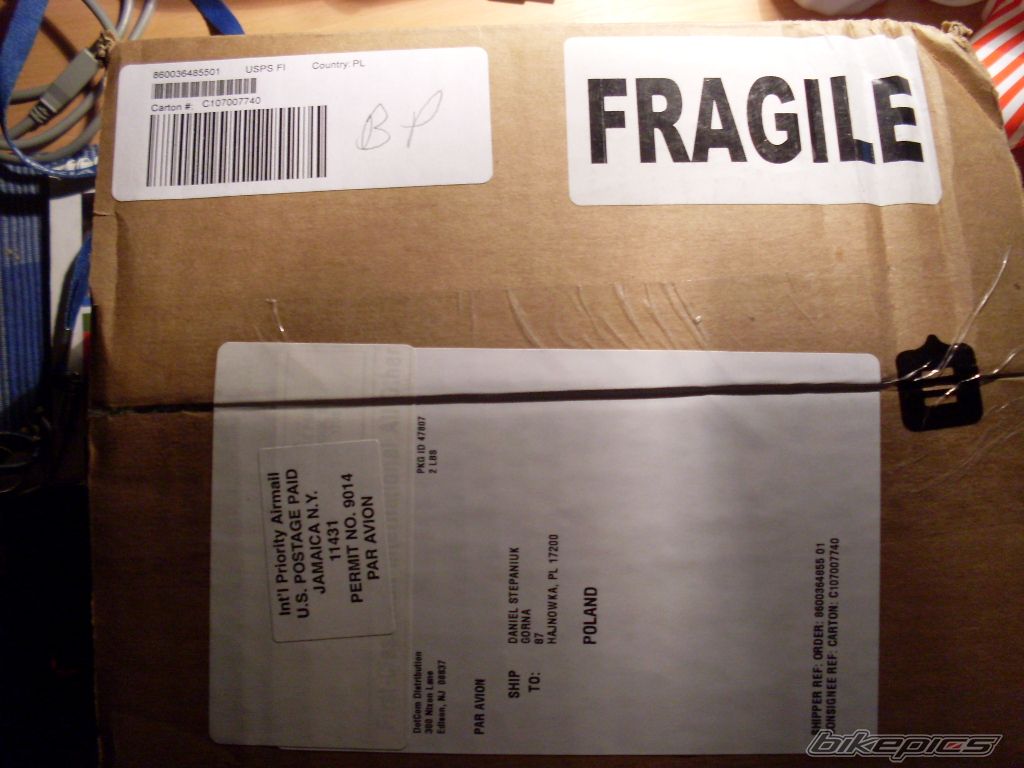 860036485501 USPS FI Country: PL
Carton #: C107007740
BP
FRAGILE
Int'l Priority Airmail
U.S. POSTAGE PAID
JAMAICA N.Y.
11431
PERMIT NO. 9014
PAR AVION
PKG ID 47807
2 LBS
DotCom Distribution
300 Nixon Lane
Edison, NJ 08837
PAR AVION
SHIP
TO:
DANIEL STEPANIUK
GORNA
87
HAJNOWKA, PL 17200
POLAND
SHIPPER REF: ORDER: 8600364855 01
CONSIGNEE REF: CARTON: C107007740
bikepics